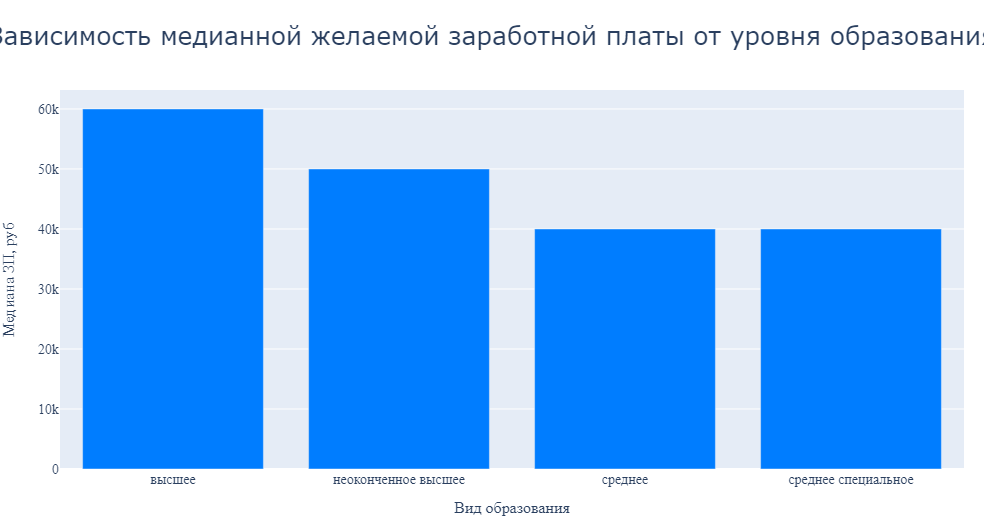 Зависимость медианной желаемой заработной платы от уровня образования
60k
50k
40k
30k
20k
10k
0
Медиана ЗП, руб
высшее
неоконченное высшее
среднее
среднее специальное
Вид образования